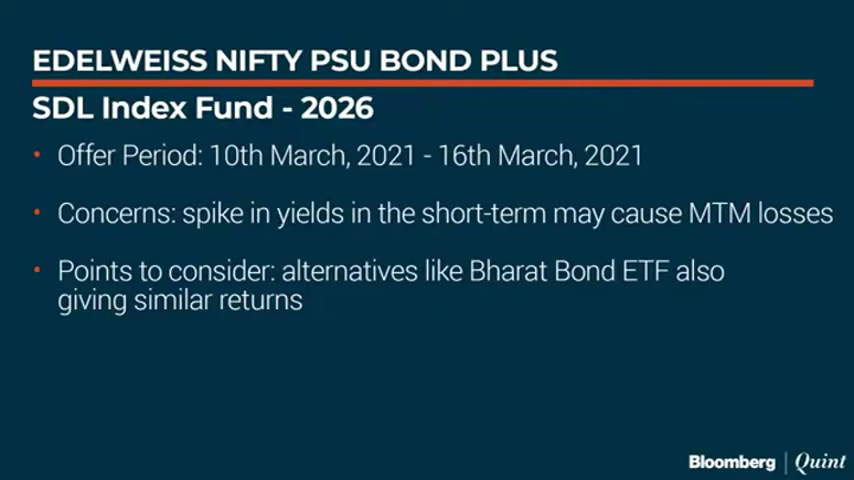 EDELWEISS NIFTY PSU BOND PLUS
SDL Index Fund - 2026
• Offer Period: 10th March, 2021 - 16th March, 2021
• Concerns: spike in yields in the short-term may cause MTM losses
• Points to consider: alternatives like Bharat Bond ETF also
giving similar returns
Bloomberg | Quint